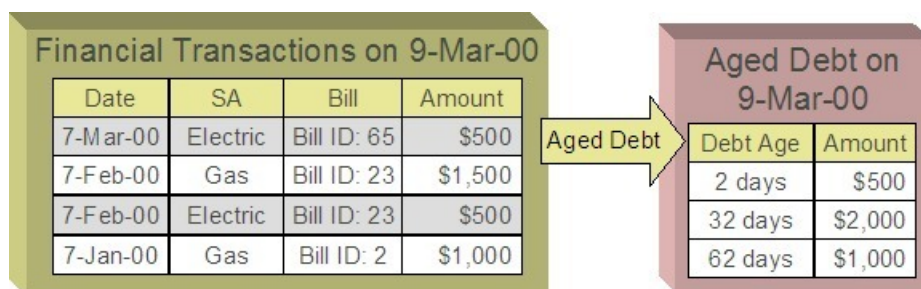 Financial Transactions on 9-Mar-00
Date SA Bill Amount
7-Mar-00 Electric Bill ID: 65 $500
7-Feb-00 Gas Bill ID: 23 $1,500
7-Feb-00 Electric Bill ID: 23 $500
7-Jan-00 Gas Bill ID: 2 $1,000
Aged Debt
Aged Debt on
9-Mar-00
Debt Age Amount
2 days $500
32 days $2,000
62 days $1,000